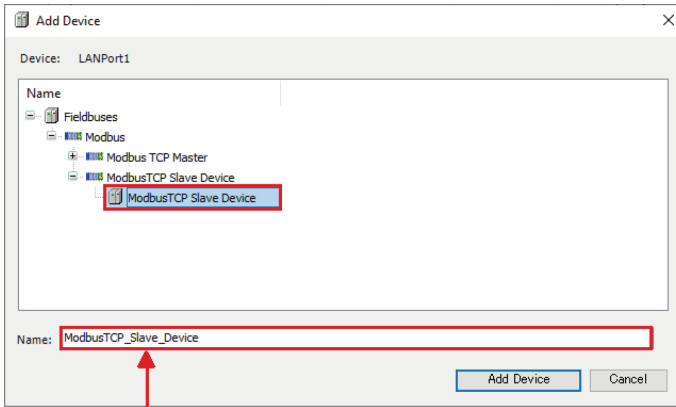 Add Device
Device: LANPort1
Name
Fieldbuses
Modbus
Modbus TCP Master
ModbusTCP Slave Device
ModbusTCP Slave Device
Name: ModbusTCP_Slave_Device
Add Device Cancel